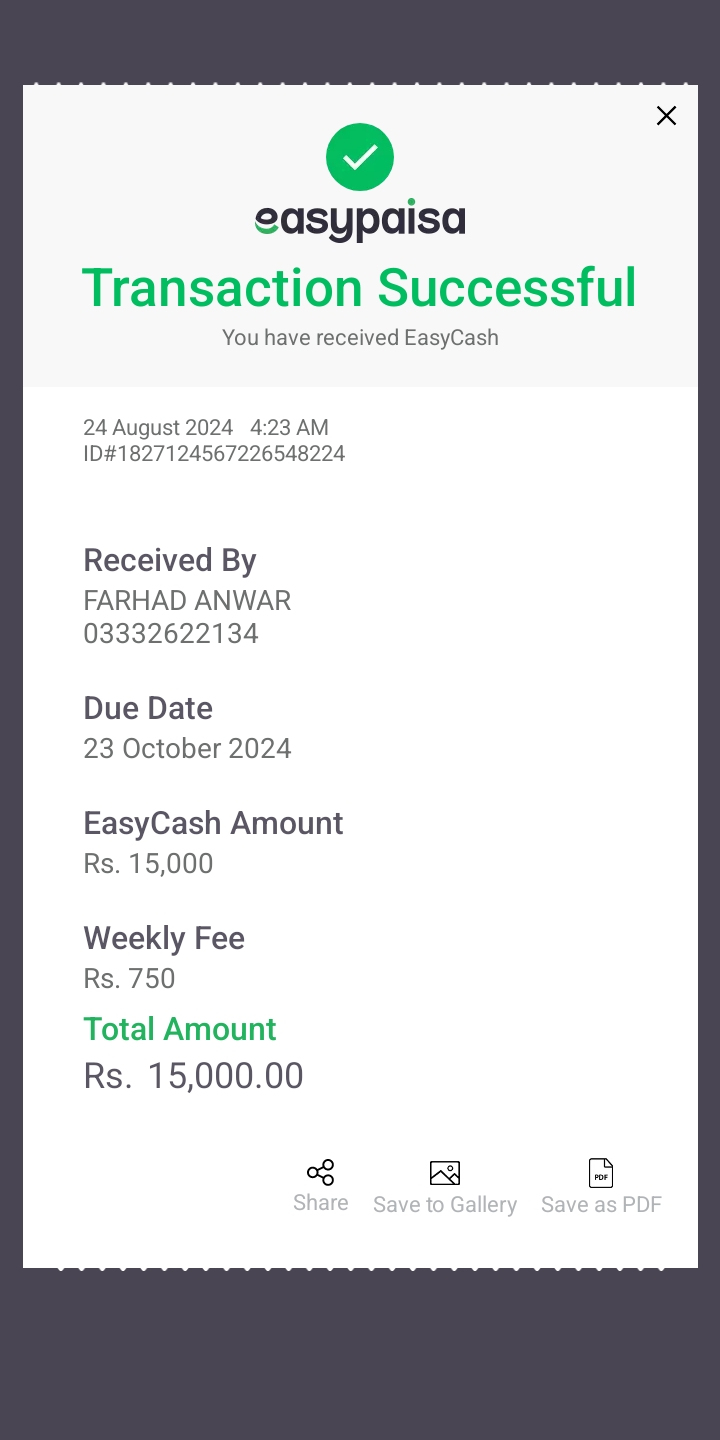 easypaisa
Transaction Successful
You have received EasyCash
24 August 2024 4:23 AM
ID#1827124567226548224
Received By
FARHAD ANWAR
03332622134
Due Date
23 October 2024
EasyCash Amount
Rs. 15,000
Weekly Fee
Rs. 750
Total Amount
Rs. 15,000.00
Share
Save to Gallery
PDF
Save as PDF